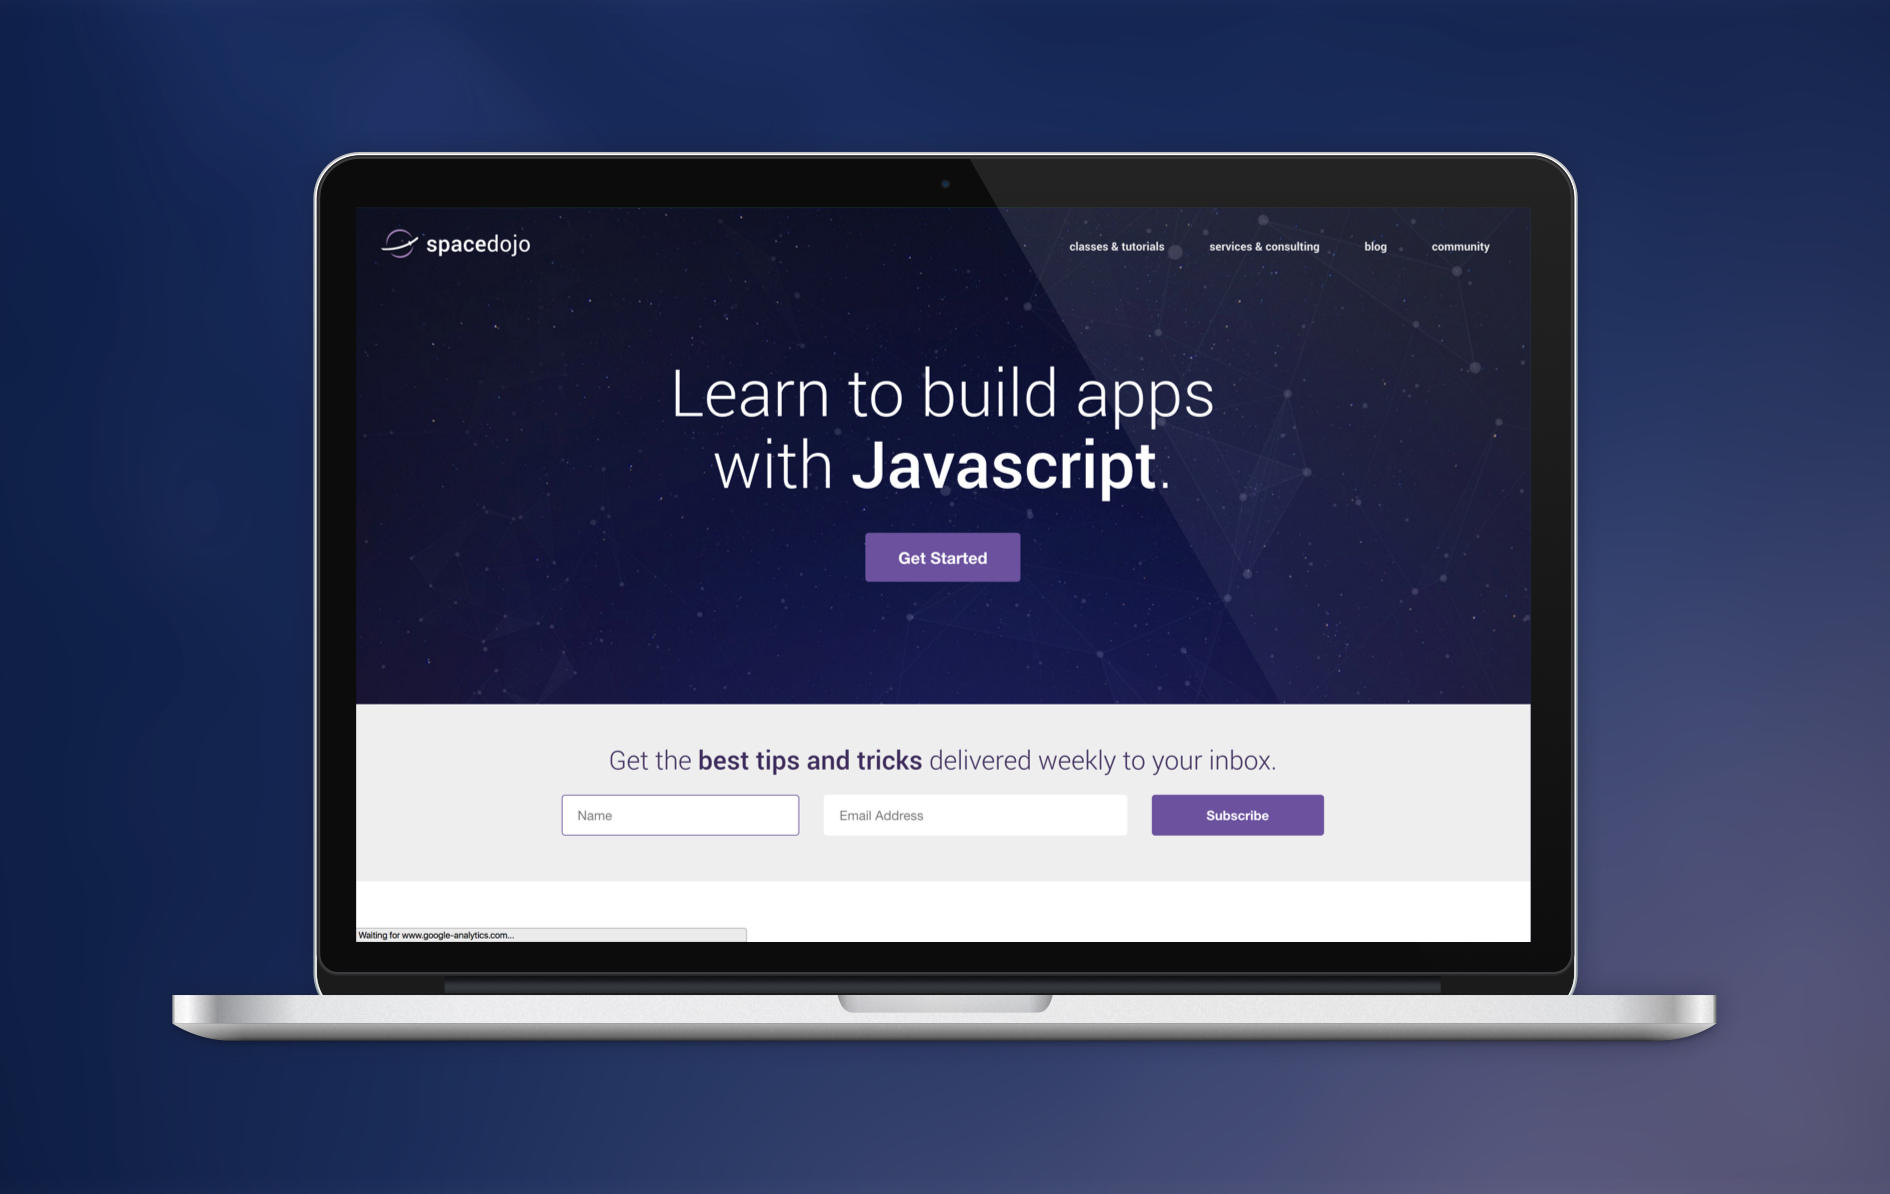 spacedojo
classes & tutorials
services & consulting
blog
community
Learn to build apps
with Javascript.
Get Started
Get the best tips and tricks delivered weekly to your inbox.
Name
Email Address
Subscribe
Waiting for www.google-analytics.com...